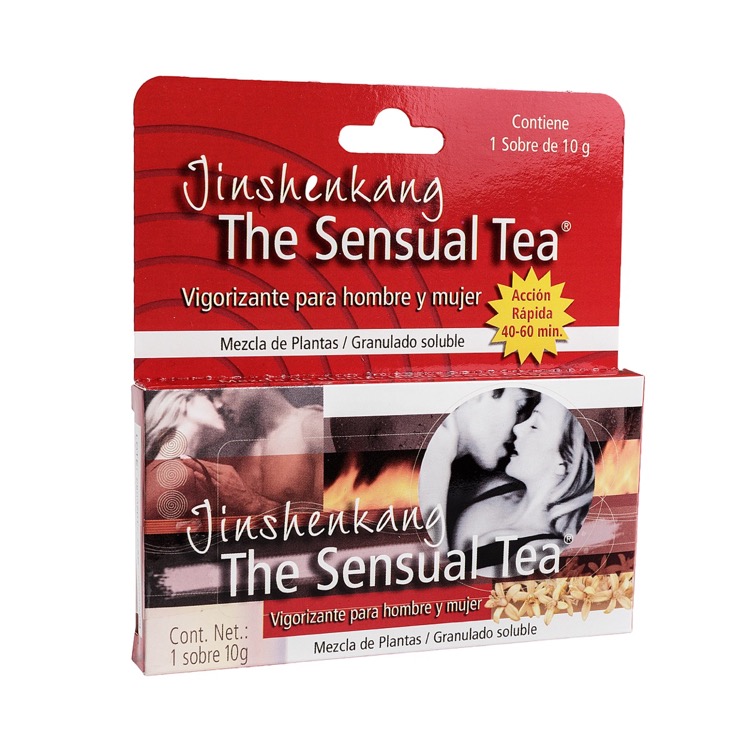 Contiene
1 Sobre de 10 g
Jinshenkang
The Sensual Tea®
Vigorizante para hombre y mujer
Acción
Rápida
40-60 min.
Mezcla de Plantas / Granulado soluble
Jinshenkang
The Sensual Tea®
Vigorizante para hombre y mujer
Cont. Net.:
1 sobre 10g
Mezcla de Plantas / Granulado soluble